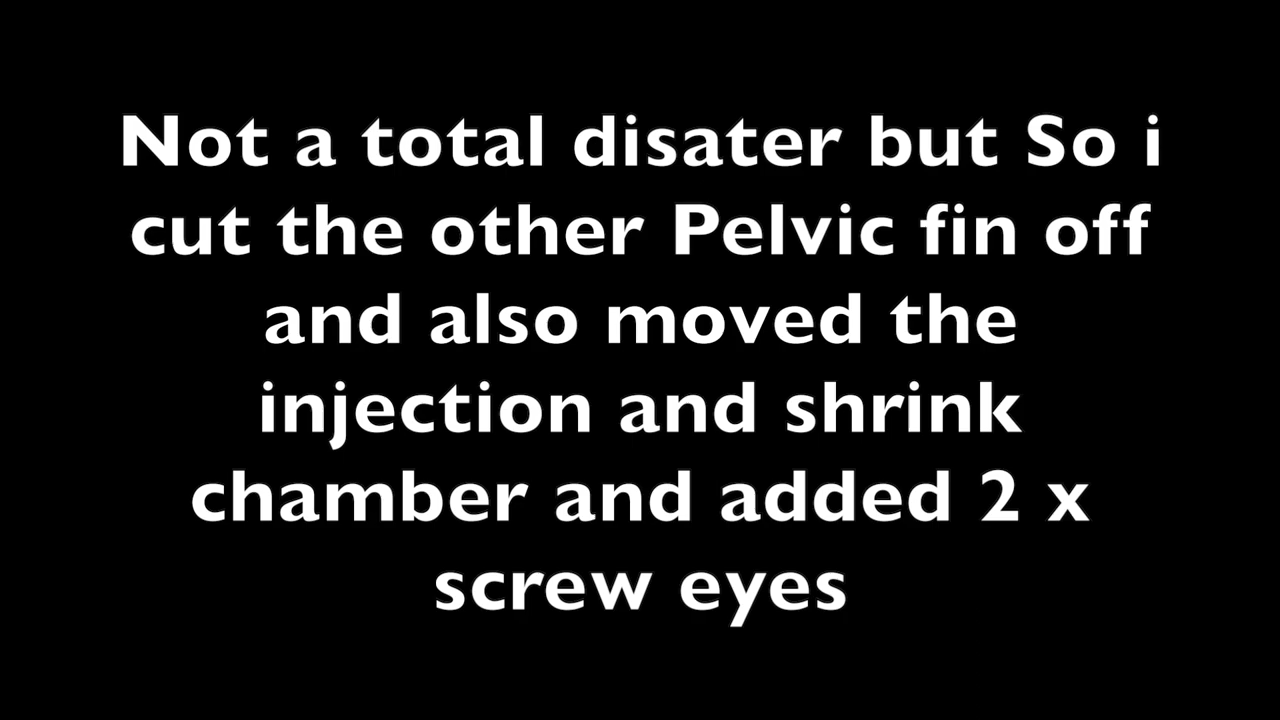 Not a total disater but So i
cut the other Pelvic fin off
and also moved the
injection and shrink
chamber and added 2 x
screw eyes